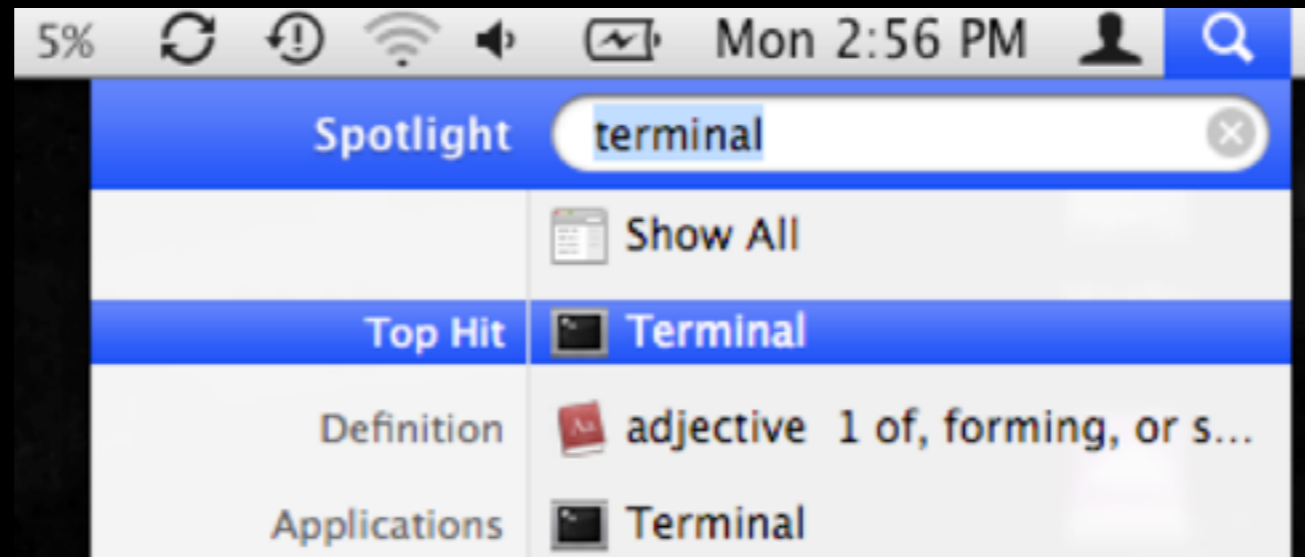 5% Mon 2:56 PM
Spotlight terminal
Show All
Top Hit Terminal
Definition adjective 1 of, forming, or s...
Applications Terminal